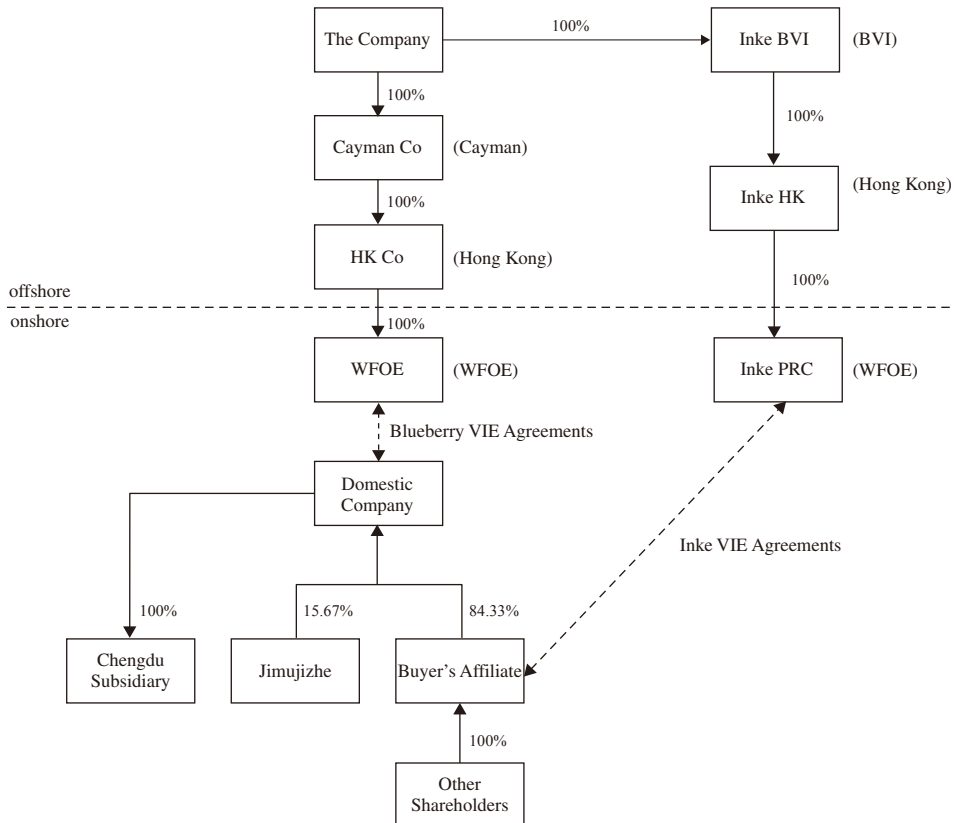 The Company
100%
Inke BVI
(BVI)
100%
100%
Cayman Co
(Cayman)
Inke HK
(Hong Kong)
100%
HK Co
(Hong Kong)
100%
offshore
onshore
100%
WFOE
(WFOE)
Inke PRC
(WFOE)
Blueberry VIE Agreements
Domestic
Company
Inke VIE Agreements
100%
15.67%
84.33%
Chengdu
Subsidiary
Jimujizhe
Buyer’s Affiliate
100%
Other
Shareholders